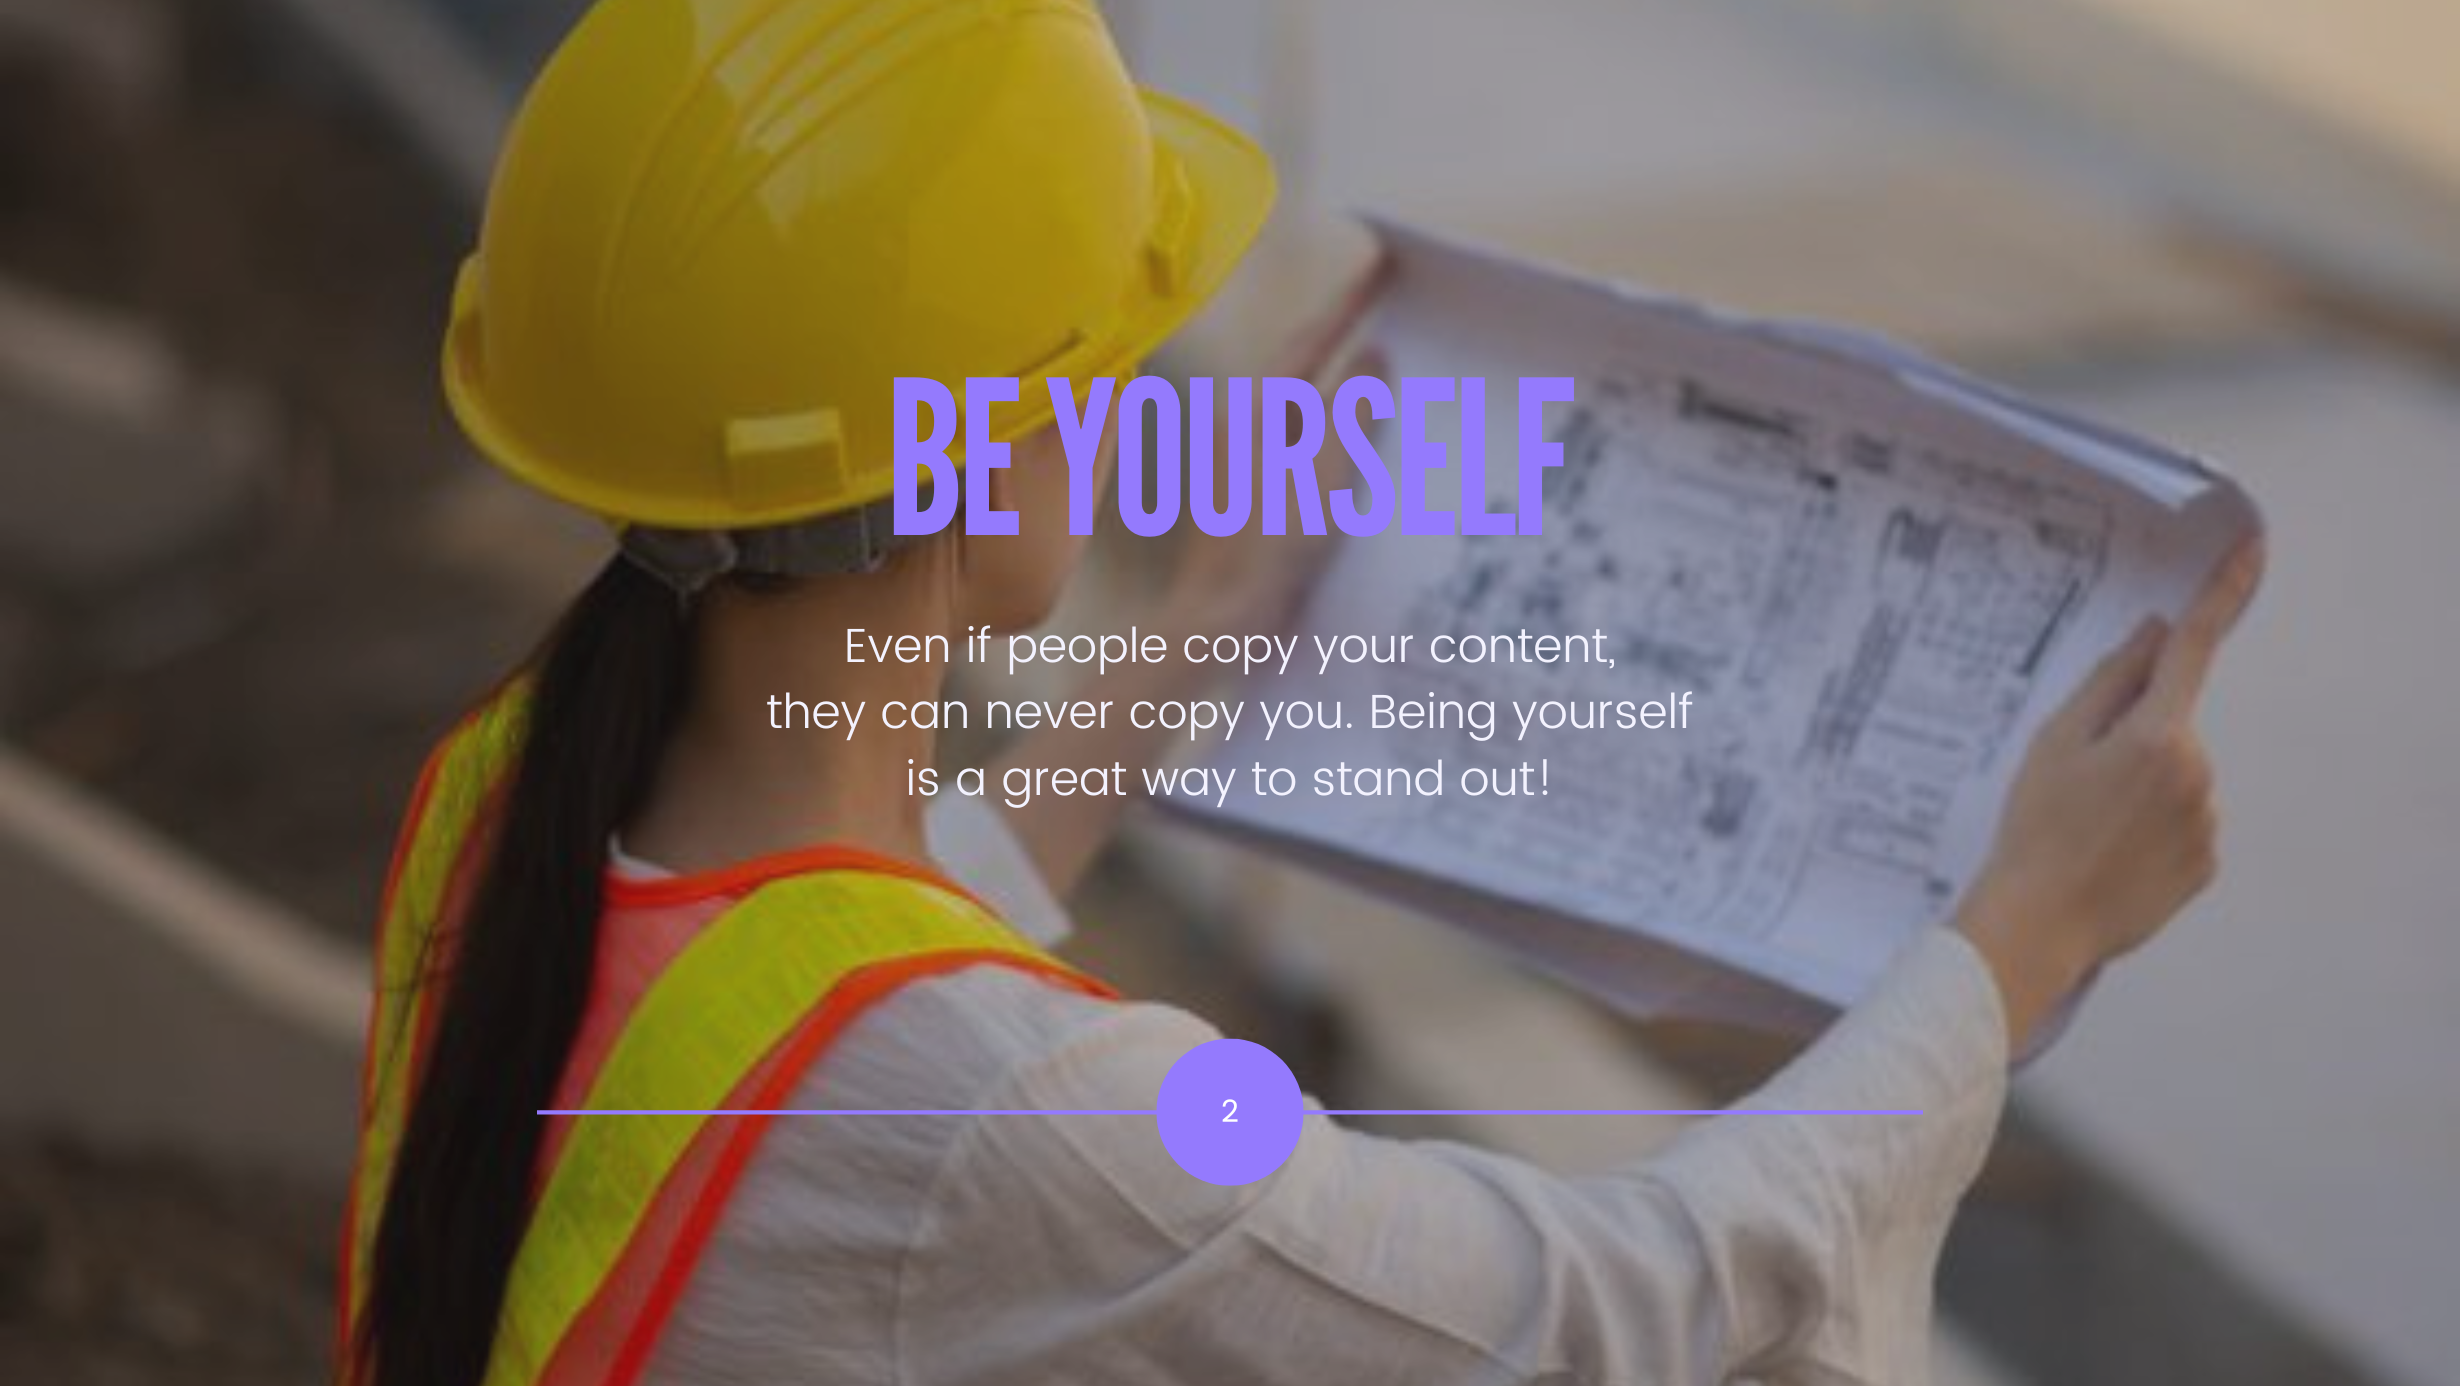 BE YOURSELF
Even if people copy your content,
they can never copy you. Being yourself
is a great way to stand out!
2